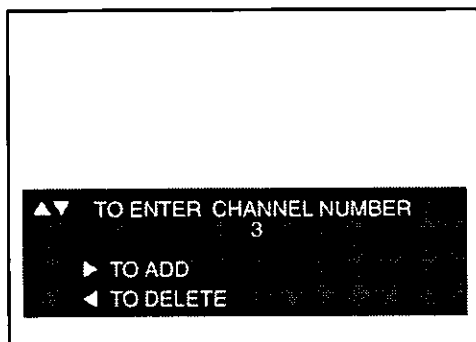 ▲▼ TO ENTER CHANNEL NUMBER
3
▶ TO ADD
◀ TO DELETE